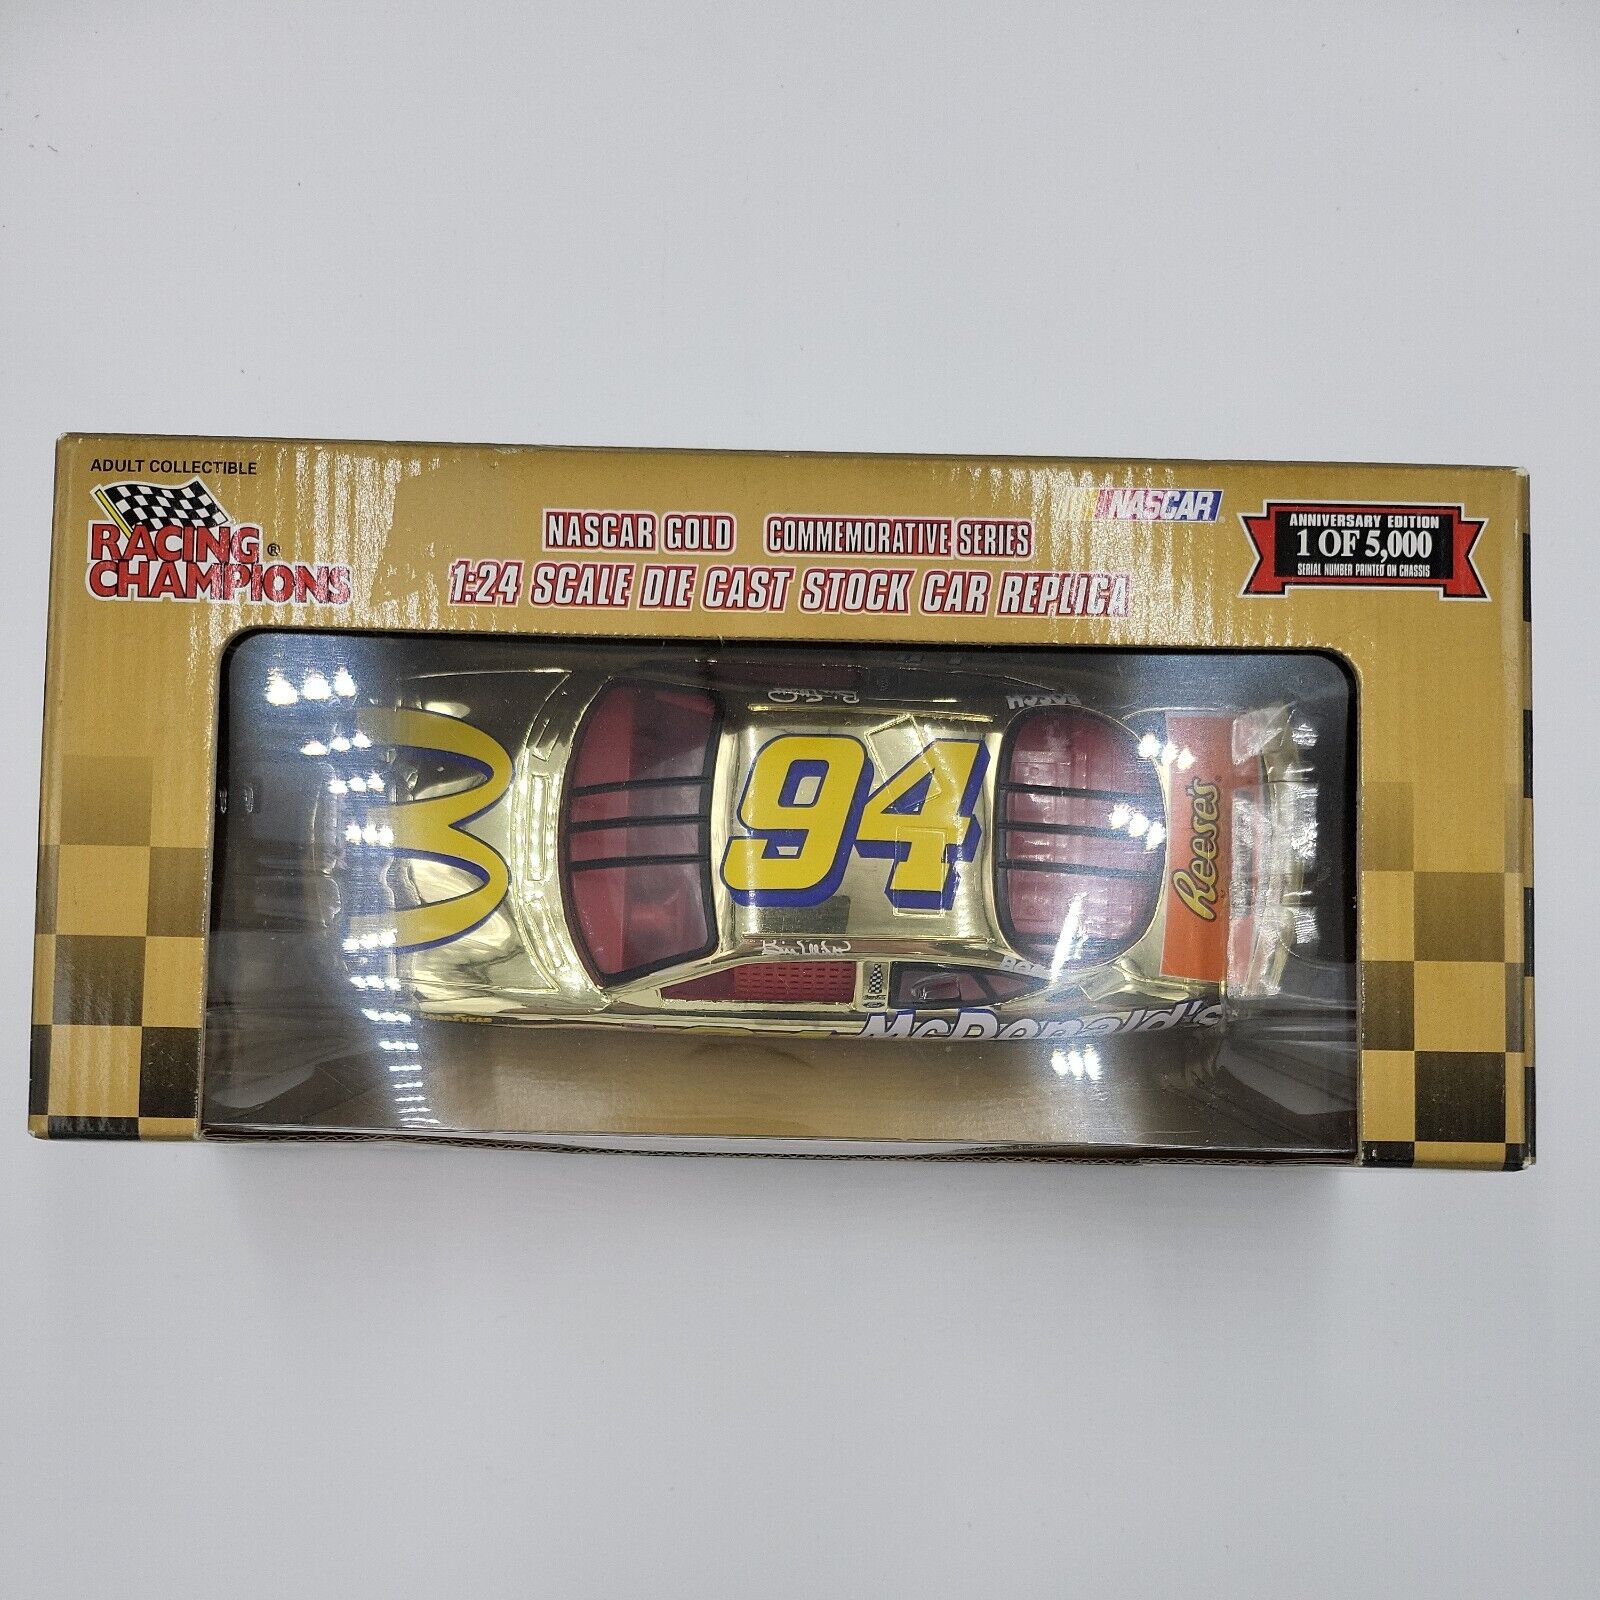 ADULT COLLECTIBLE
RACING ®
CHAMPIONS
NASCAR GOLD COMMEMORATIVE SERIES
1:24 SCALE DIE CAST STOCK CAR REPLICA
NASCAR
ANNIVERSARY EDITION
1 OF 5,000
SERIAL NUMBER PRINTED ON CHASSIS
BOSCH
94
Reese's
McDonald's